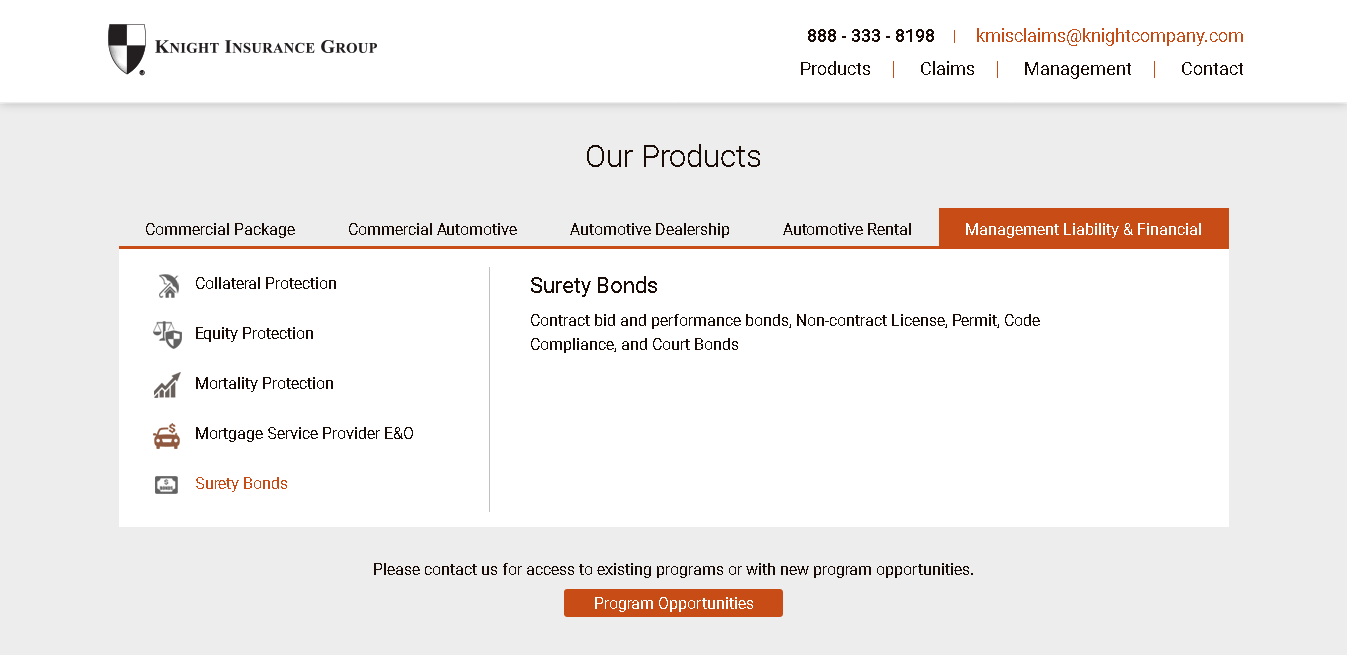 Knight Insurance Group
888 - 333 - 8198 | kmisclaims@knightcompany.com
Products | Claims | Management | Contact
Our Products
Commercial Package Commercial Automotive Automotive Dealership Automotive Rental Management Liability & Financial
Collateral Protection
Equity Protection
Mortality Protection
Mortgage Service Provider E&O
Surety Bonds
Surety Bonds
Contract bid and performance bonds, Non-contract License, Permit, Code
Compliance, and Court Bonds
Please contact us for access to existing programs or with new program opportunities.
Program Opportunities